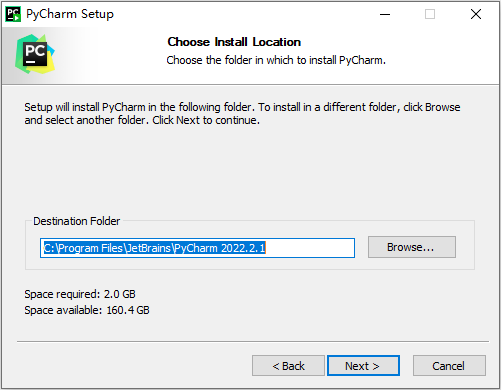 PyCharm Setup
PC
Choose Install Location
Choose the folder in which to install PyCharm.
Setup will install PyCharm in the following folder. To install in a different folder, click Browse
and select another folder. Click Next to continue.
Destination Folder
C:\Program Files\JetBrains\PyCharm 2022.2.1
Browse...
Space required: 2.0 GB
Space available: 160.4 GB
< Back
Next >
Cancel